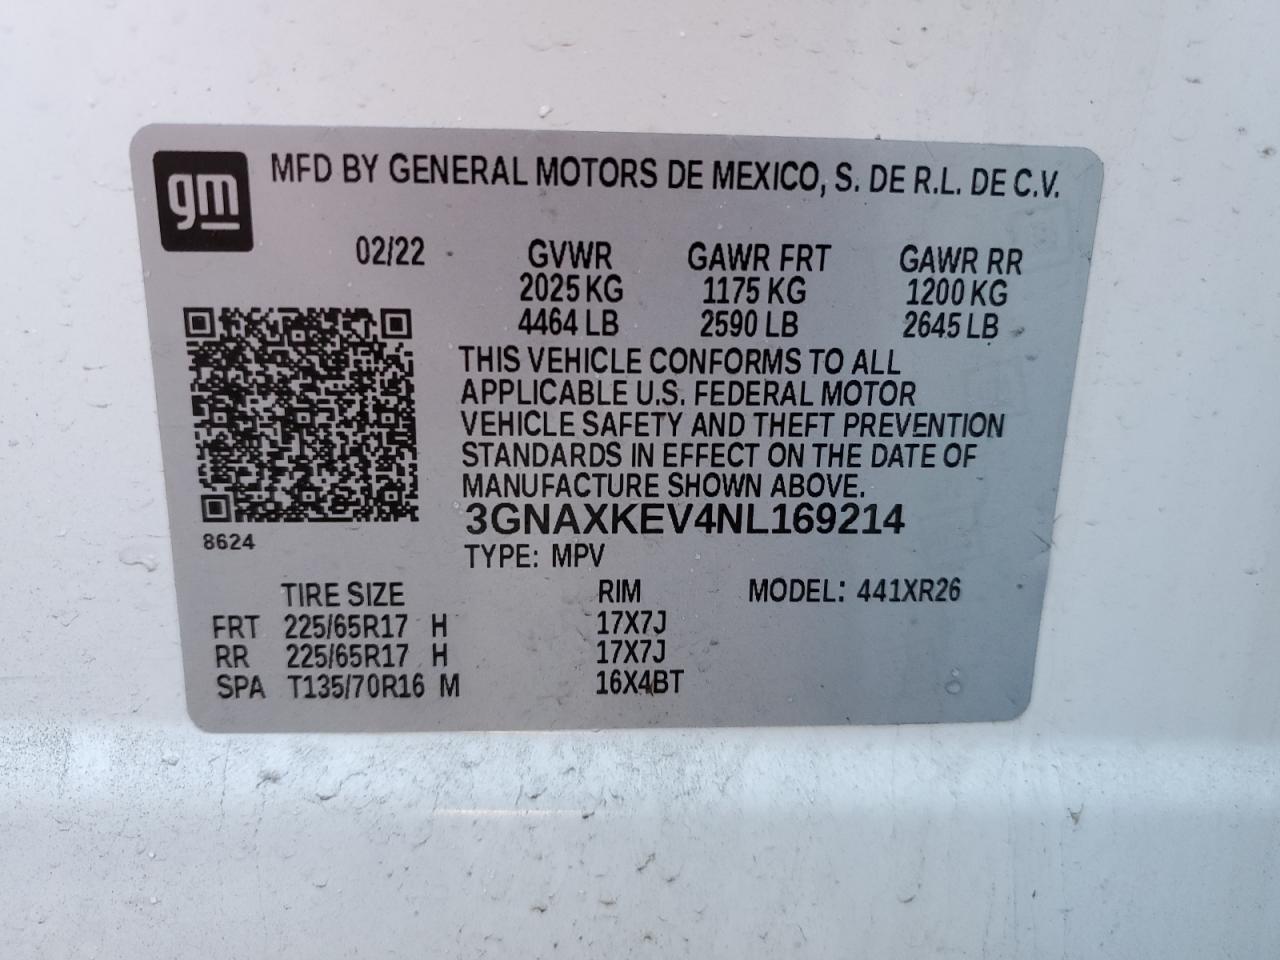 gm MFD BY GENERAL MOTORS DE MEXICO, S. DE R.L. DE C.V.
02/22 GVWR GAWR FRT GAWR RR
2025 KG 1175 KG 1200 KG
4464 LB 2590 LB 2645 LB
THIS VEHICLE CONFORMS TO ALL
APPLICABLE U.S. FEDERAL MOTOR
VEHICLE SAFETY AND THEFT PREVENTION
STANDARDS IN EFFECT ON THE DATE OF
MANUFACTURE SHOWN ABOVE.
3GNAXKEV4NL169214
8624
TYPE: MPV
TIRE SIZE RIM MODEL: 441XR26
FRT 225/65R17 H 17X7J
RR 225/65R17 H 17X7J
SPA T135/70R16 M 16X4BT